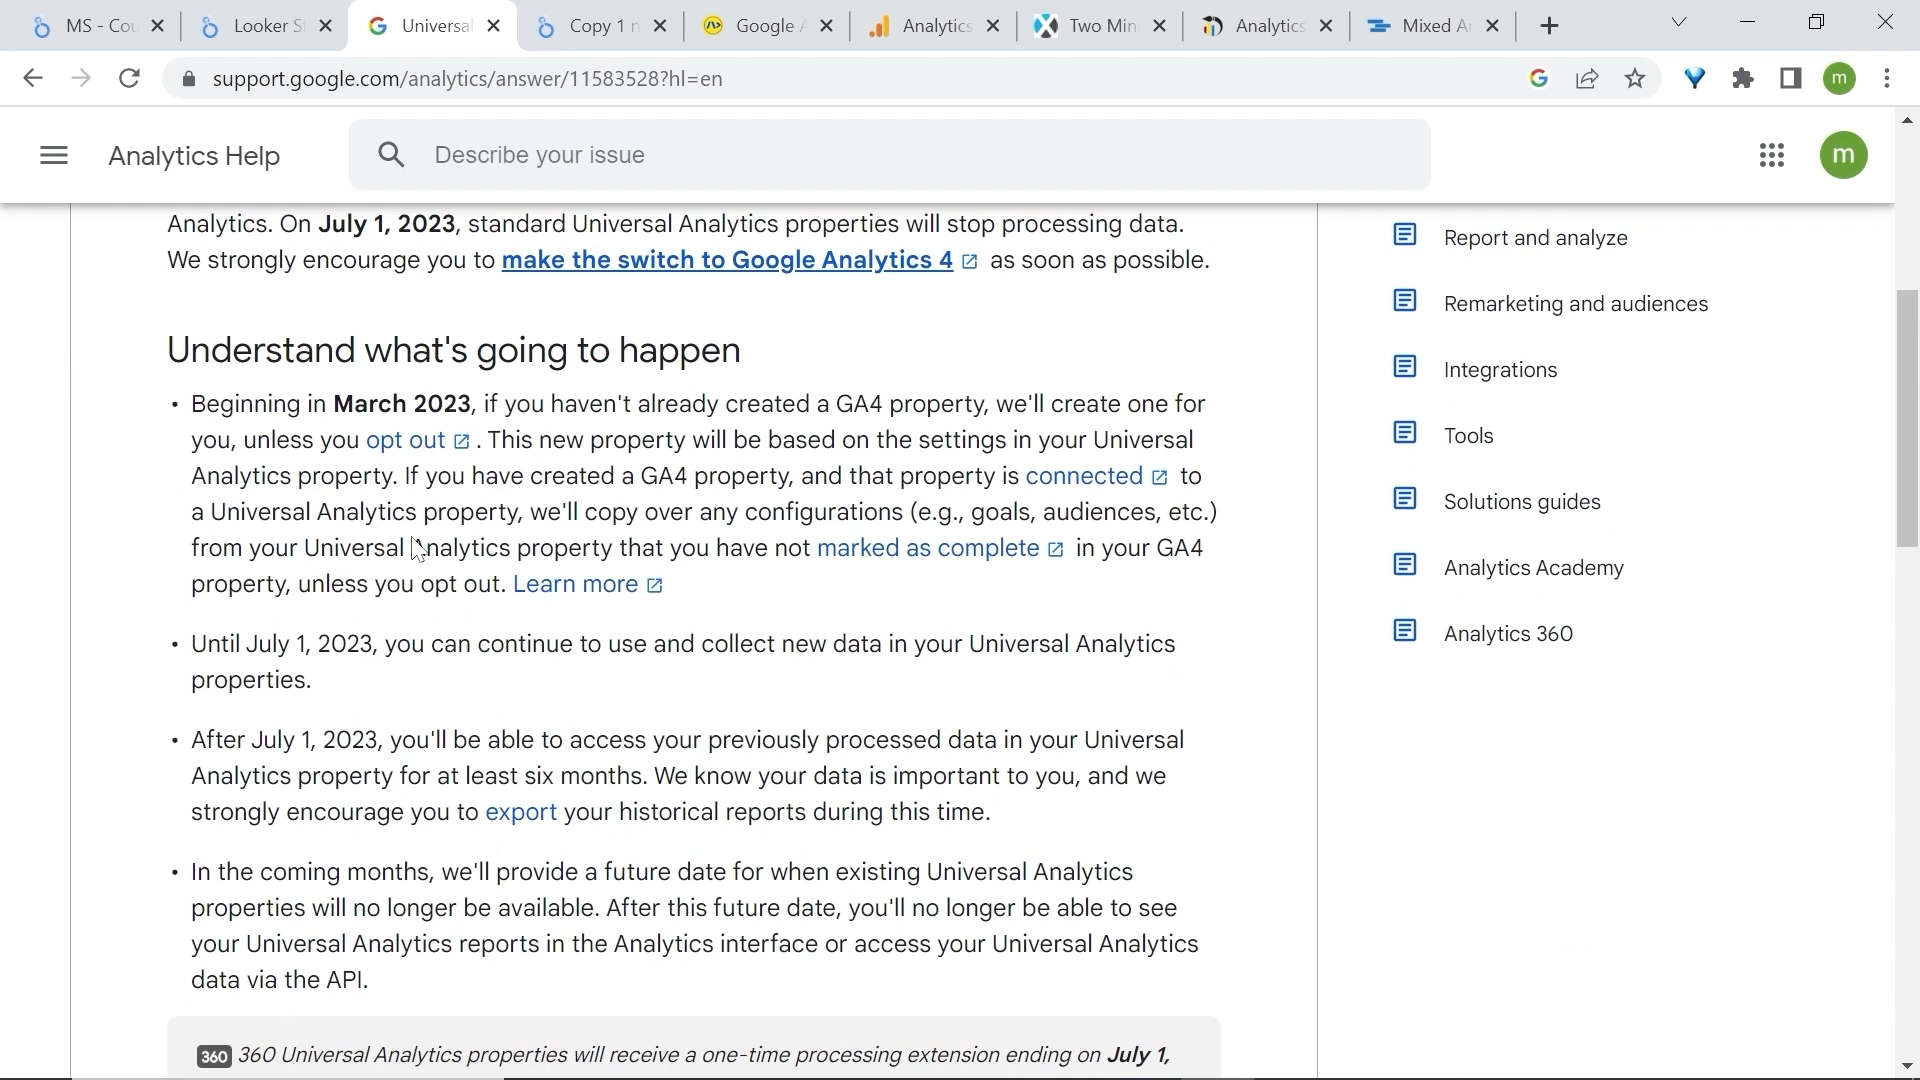 MS - Cou
Looker S
Universal
Copy 1 n
Google A
Analytics
Two Min
Analytics
Mixed An
support.google.com/analytics/answer/11583528?hl=en
m
Analytics Help
Describe your issue
m
Analytics. On July 1, 2023, standard Universal Analytics properties will stop processing data.
We strongly encourage you to make the switch to Google Analytics 4 as soon as possible.
Understand what's going to happen
• Beginning in March 2023, if you haven't already created a GA4 property, we'll create one for
you, unless you opt out . This new property will be based on the settings in your Universal
Analytics property. If you have created a GA4 property, and that property is connected to
a Universal Analytics property, we'll copy over any configurations (e.g., goals, audiences, etc.)
from your Universal Analytics property that you have not marked as complete in your GA4
property, unless you opt out. Learn more
• Until July 1, 2023, you can continue to use and collect new data in your Universal Analytics
properties.
• After July 1, 2023, you'll be able to access your previously processed data in your Universal
Analytics property for at least six months. We know your data is important to you, and we
strongly encourage you to export your historical reports during this time.
• In the coming months, we'll provide a future date for when existing Universal Analytics
properties will no longer be available. After this future date, you'll no longer be able to see
your Universal Analytics reports in the Analytics interface or access your Universal Analytics
data via the API.
360 360 Universal Analytics properties will receive a one-time processing extension ending on July 1,
Report and analyze
Remarketing and audiences
Integrations
Tools
Solutions guides
Analytics Academy
Analytics 360